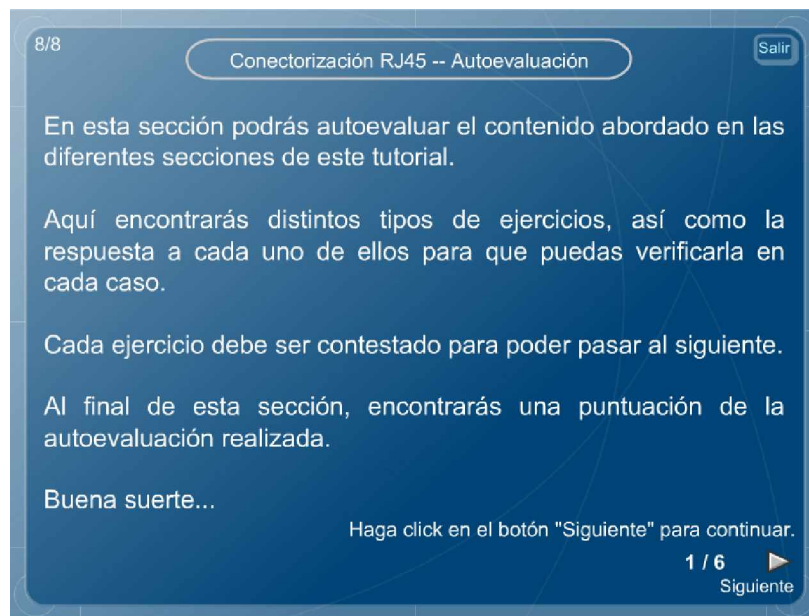 8/8
Conectorización RJ45 -- Autoevaluación
Salir
En esta sección podrás autoevaluar el contenido abordado en las
diferentes secciones de este tutorial.
Aquí encontrarás distintos tipos de ejercicios, así como la
respuesta a cada uno de ellos para que puedas verificarla en
cada caso.
Cada ejercicio debe ser contestado para poder pasar al siguiente.
Al final de esta sección, encontrarás una puntuación de la
autoevaluación realizada.
Buena suerte...
Haga click en el botón "Siguiente" para continuar.
1 / 6
Siguiente